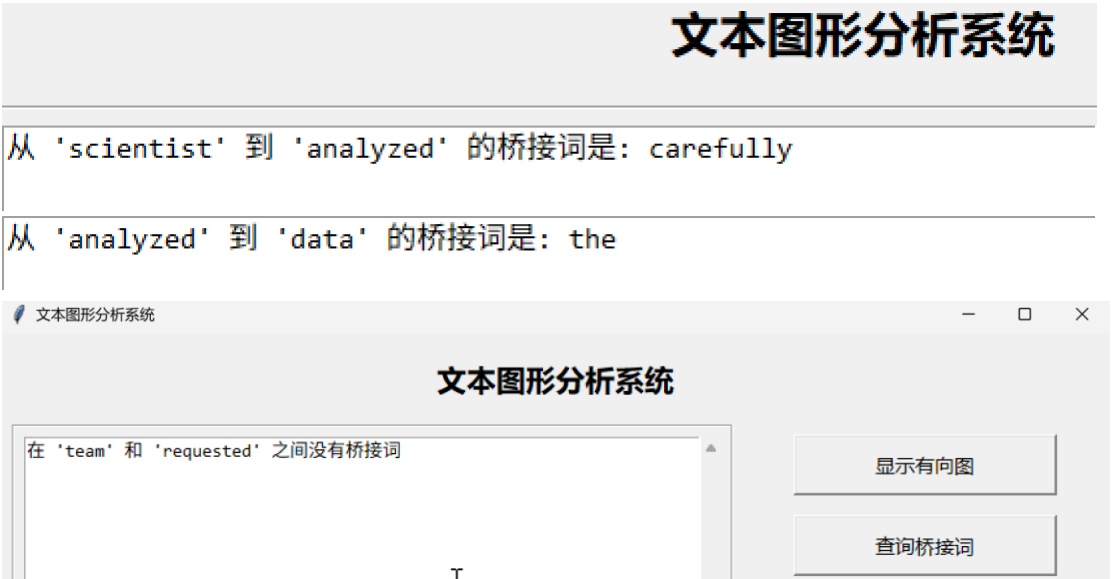 文本图形分析系统
从 'scientist' 到 'analyzed' 的桥接词是: carefully
从 'analyzed' 到 'data' 的桥接词是: the
文本图形分析系统
文本图形分析系统
在 'team' 和 'requested' 之间没有桥接词
显示有向图
查询桥接词